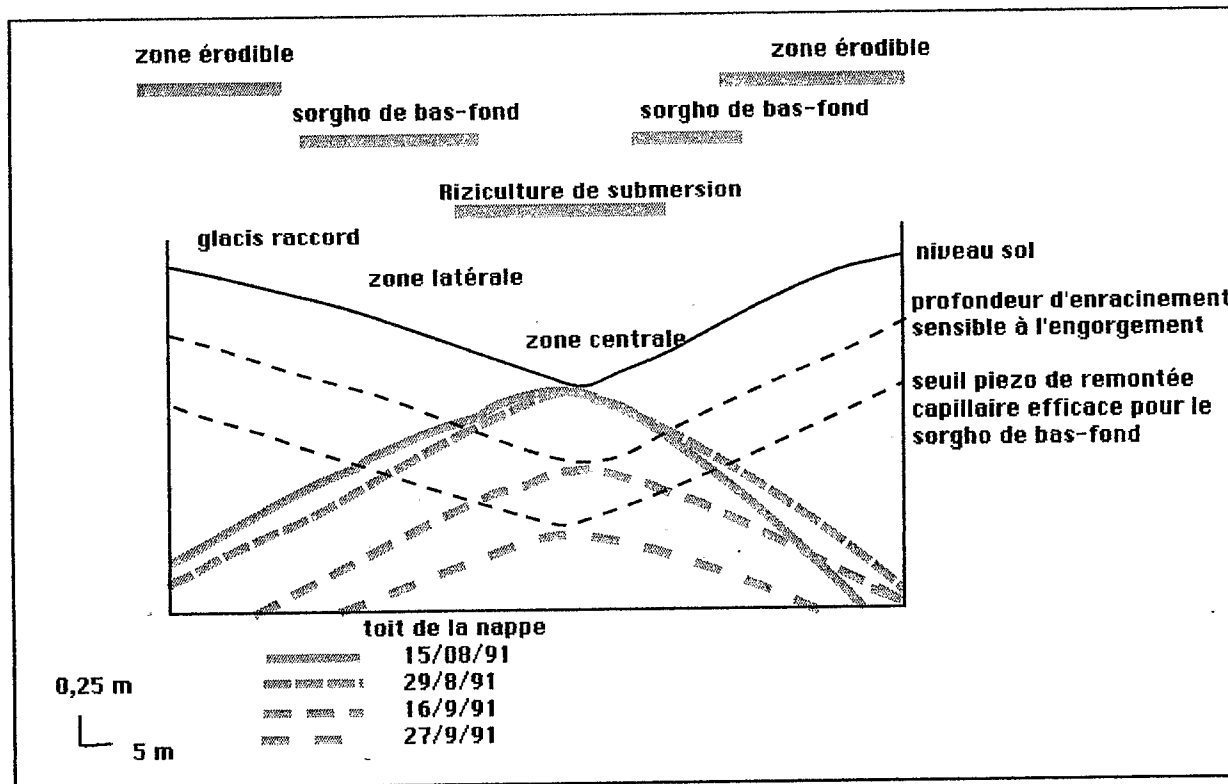 zone érodible
zone érodible
sorgho de bas-fond
sorgho de bas-fond
Riziculture de submersion
glacis raccord
niveau sol
zone latérale
profondeur d'enracinement
sensible à l'engorgement
zone centrale
seuil piezo de remontée
capillaire efficace pour le
sorgho de bas-fond
toit de la nappe
15/08/91
29/8/91
16/9/91
27/9/91
0,25 m
5 m